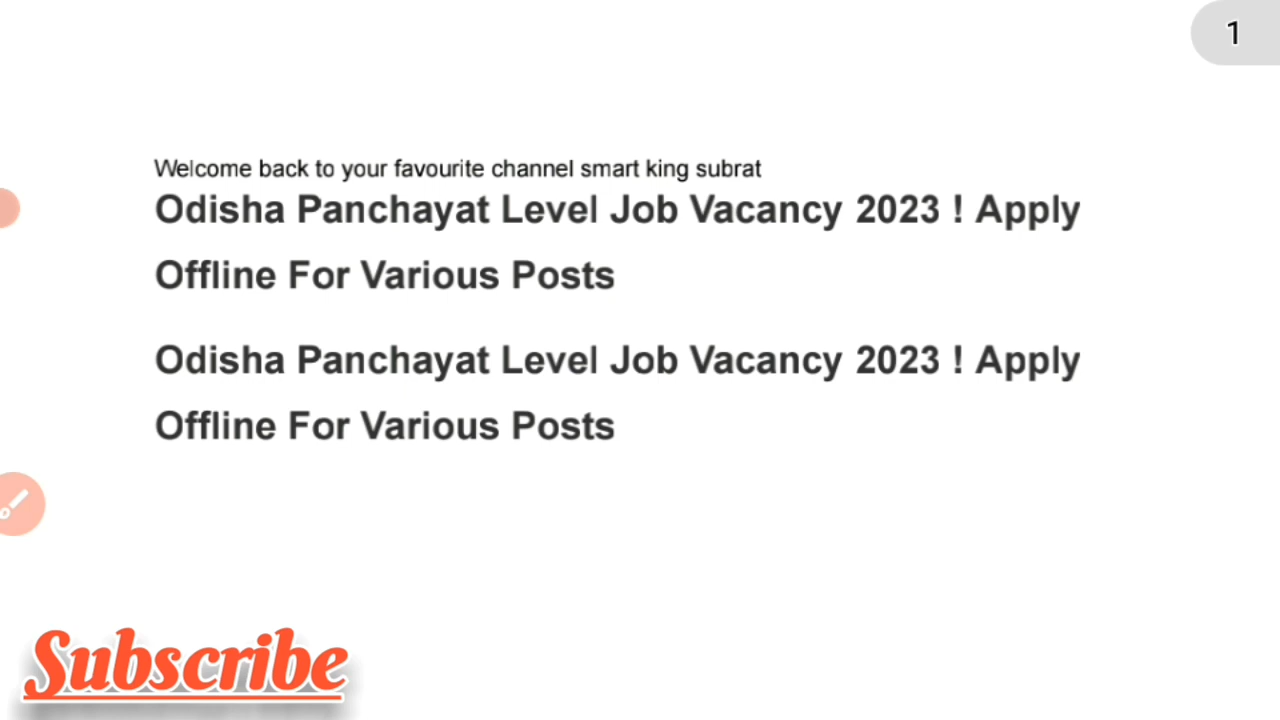 1
Welcome back to your favourite channel smart king subrat
Odisha Panchayat Level Job Vacancy 2023 ! Apply
Offline For Various Posts
Odisha Panchayat Level Job Vacancy 2023 ! Apply
Offline For Various Posts
Subscribe